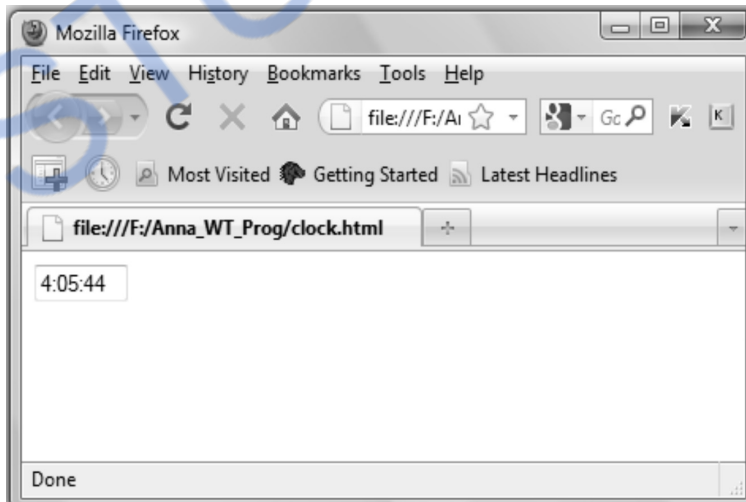 Mozilla Firefox
File Edit View History Bookmarks Tools Help
file:///F:/A Gc K K
Most Visited Getting Started Latest Headlines
file:///F:/Anna_WT_Prog/clock.html
4:05:44
Done